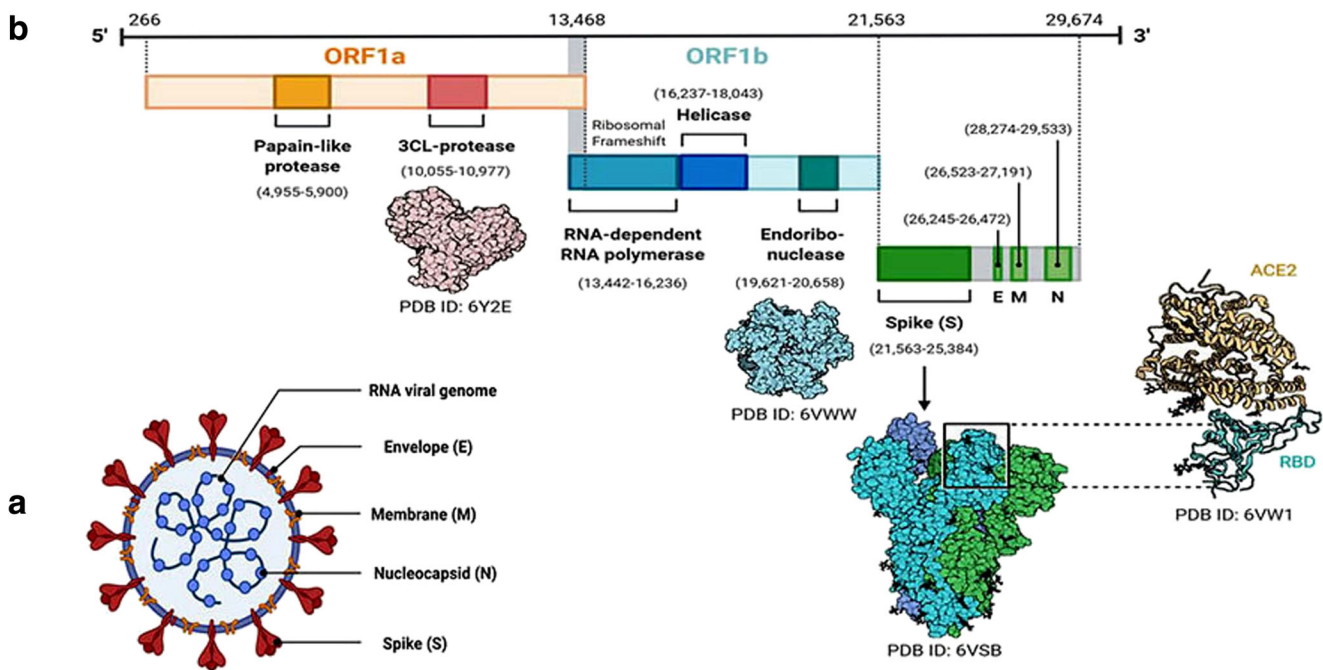 b
266
13,468
21,563
29,674
5'
3'
ORF1a
ORF1b
(16,237-18,043)
Helicase
Ribosomal
Frameshift
(28,274-29,533)
Papain-like
protease
(4,955-5,900)
3CL-protease
(10,055-10,977)
PDB ID: 6Y2E
(26,523-27,191)
(26,245-26,472)
RNA-dependent
RNA polymerase
(13,442-16,236)
Endoribo-
nuclease
(19,621-20,658)
PDB ID: 6VWW
E M N
Spike (S)
(21,563-25,384)
ACE2
RBD
PDB ID: 6VW1
PDB ID: 6VSB
a
RNA viral genome
Envelope (E)
Membrane (M)
Nucleocapsid (N)
Spike (S)